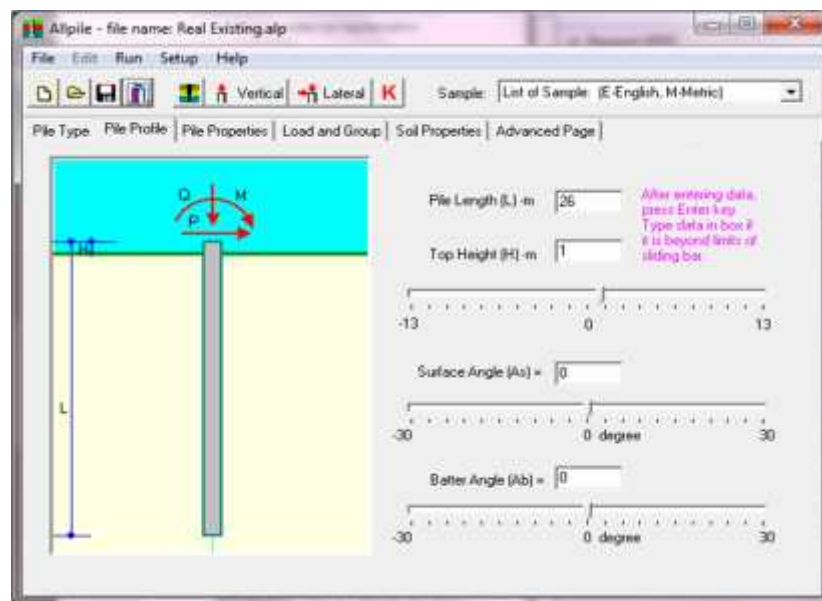 Allpile - file name: Real Existing.alp
File Edit Run Setup Help
Vertical Lateral K Sample: List of Sample: (E-English, M-Metric)
Pile Type Pile Profile Pile Properties Load and Group Soil Properties Advanced Page
Q M
P
H
L
Pile Length (L) -m 26
Top Height (H) -m 1
After entering data,
press Enter key.
Type data in box if
it is beyond limits of
sliding bar.
-13 0 13
Surface Angle (As) = 0
-30 0 degree 30
Batter Angle (Ab) = 0
-30 0 degree 30